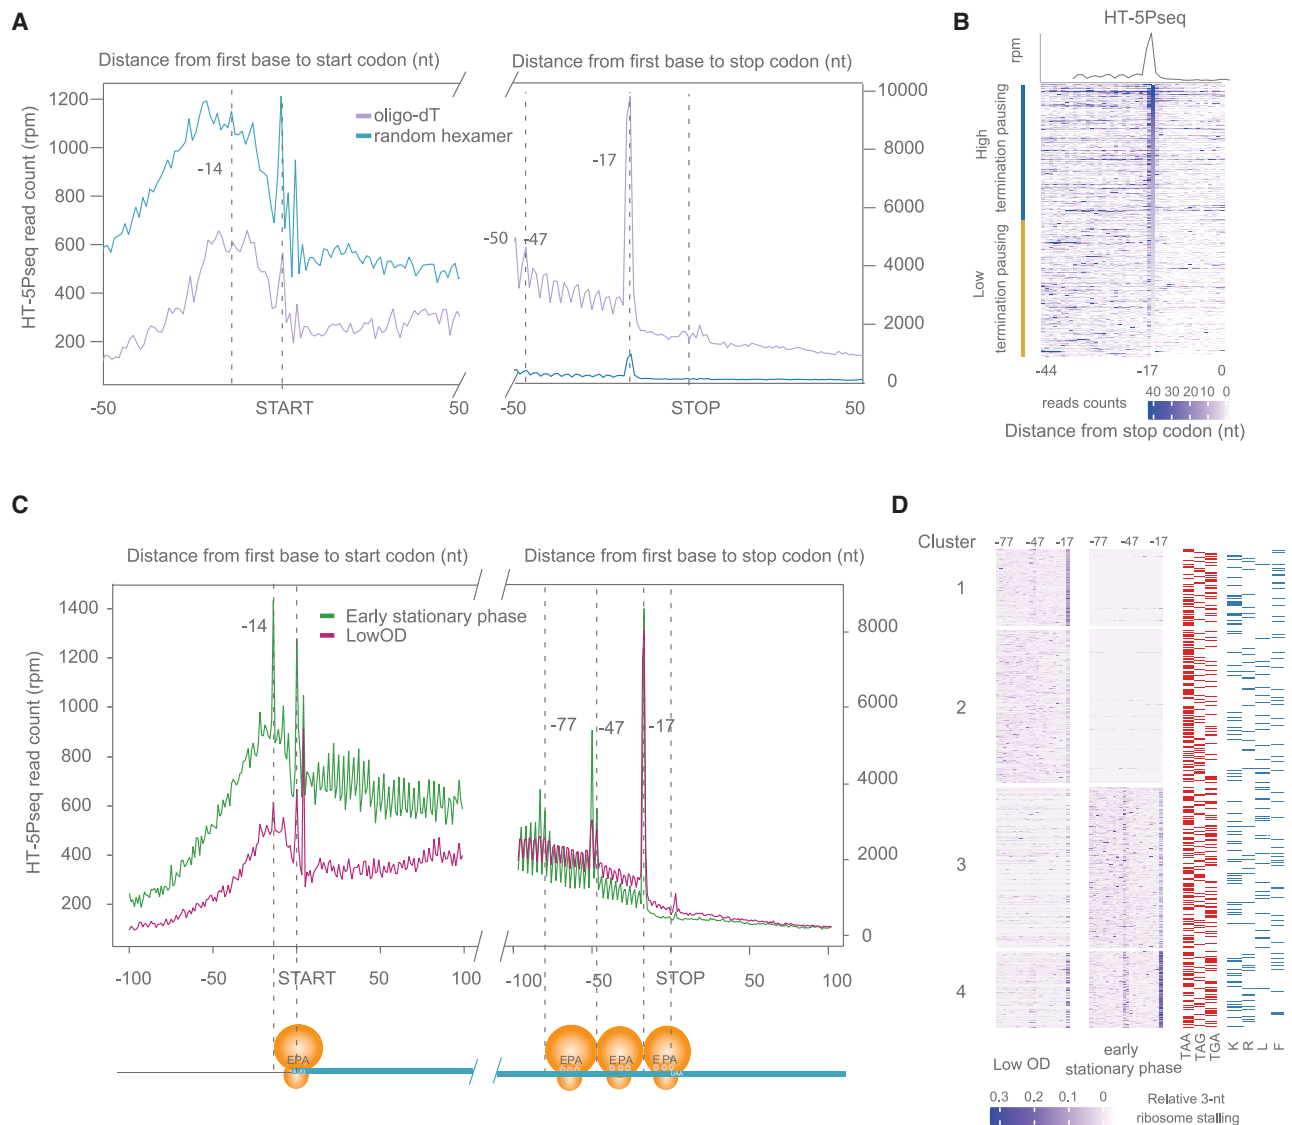 A
Distance from first base to start codon (nt)
Distance from first base to stop codon (nt)
HT-5Pseq read count (rpm)
1200
1000
800
600
400
200
-14
oligo-dT
random hexamer
-50
START
50
-50
-47
-17
10000
8000
6000
4000
2000
0
-50
STOP
50
B
HT-5Pseq
rpm
High
termination pausing
Low
termination pausing
-44
-17
0
reads counts
40 30 20 10 0
Distance from stop codon (nt)
C
Distance from first base to start codon (nt)
Distance from first base to stop codon (nt)
HT-5Pseq read count (rpm)
1400
1200
1000
800
600
400
200
-14
Early stationary phase
LowOD
-100
-50
START
50
100
-77
-47
-17
8000
6000
4000
2000
0
-100
-50
STOP
50
100
EPA
AUG
EPA
E PA
E PA
UAA
D
Cluster
-77 -47 -17
-77 -47 -17
1
2
3
4
Low OD
early
stationary phase
TAA
TAG
TGA
K
R
L
F
0.3 0.2 0.1 0
Relative 3-nt
ribosome stalling